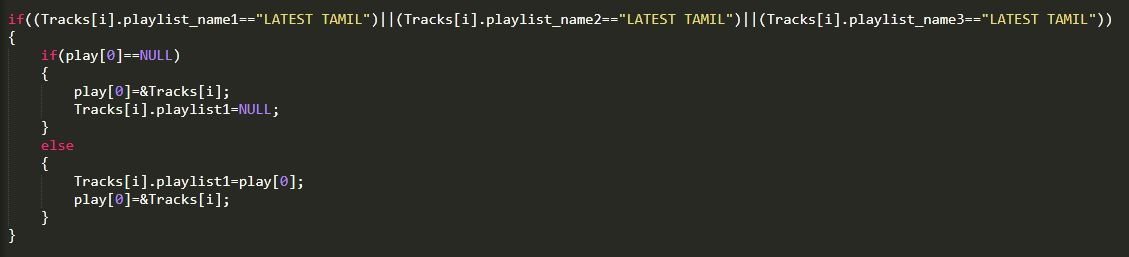 if((Tracks[i].playlist_name1=="LATEST TAMIL")||(Tracks[i].playlist_name2=="LATEST TAMIL")||(Tracks[i].playlist_name3=="LATEST TAMIL"))
{
    if(play[0]==NULL)
    {
        play[0]=&Tracks[i];
        Tracks[i].playlist1=NULL;
    }
    else
    {
        Tracks[i].playlist1=play[0];
        play[0]=&Tracks[i];
    }
}